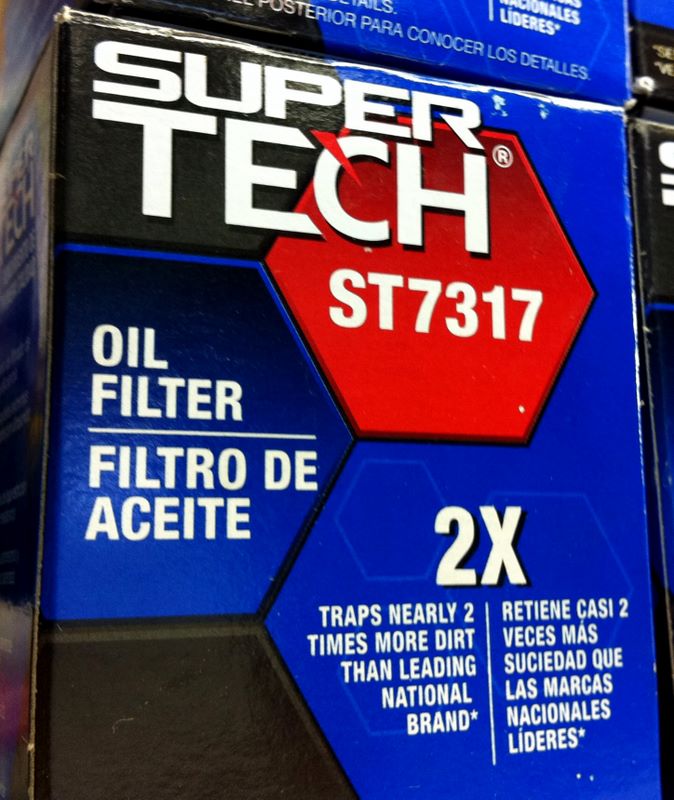 DETAILS.
POSTERIOR PARA CONOCER LOS DETALLES.
NACIONALES
LÍDERES*
SUPER
TECH®
ST7317
OIL
FILTER
FILTRO DE
ACEITE
2X
TRAPS NEARLY 2
TIMES MORE DIRT
THAN LEADING
NATIONAL
BRAND*
RETIENE CASI 2
VECES MÁS
SUCIEDAD QUE
LAS MARCAS
NACIONALES
LÍDERES*